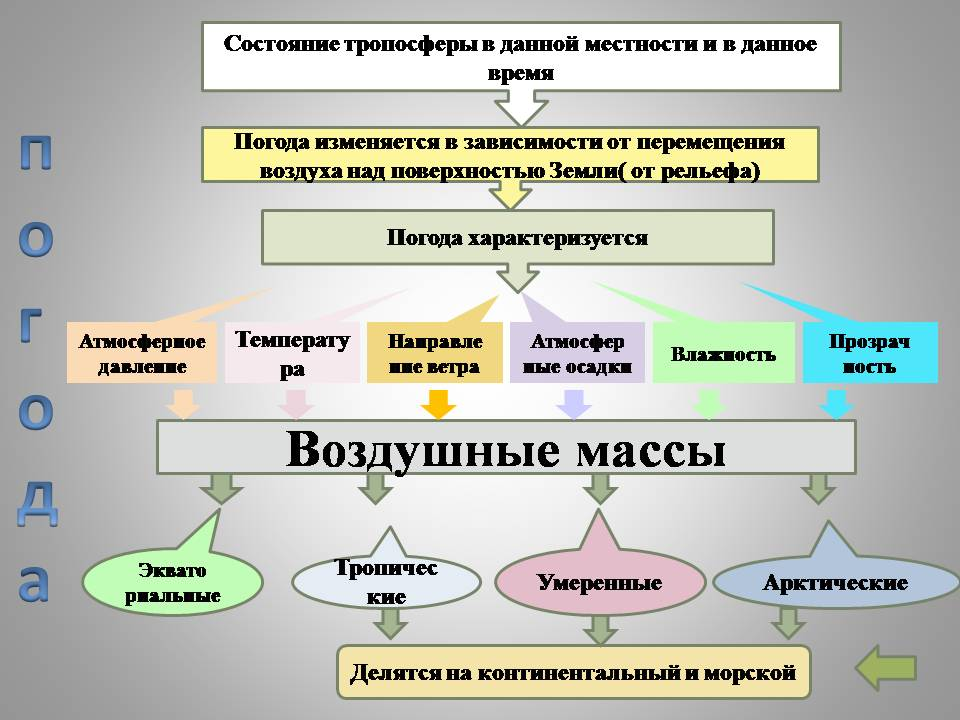 погода
Состояние тропосферы в данной местности и в данное
время
Погода изменяется в зависимости от перемещения
воздуха над поверхностью Земли( от рельефа)
Погода характеризуется
Атмосферное
давление
Температу
ра
Направле
ние ветра
Атмосфер
ные осадки
Влажность
Прозрач
ность
Воздушные массы
Эквато
риальные
Тропичес
кие
Умеренные
Арктические
Делятся на континентальный и морской